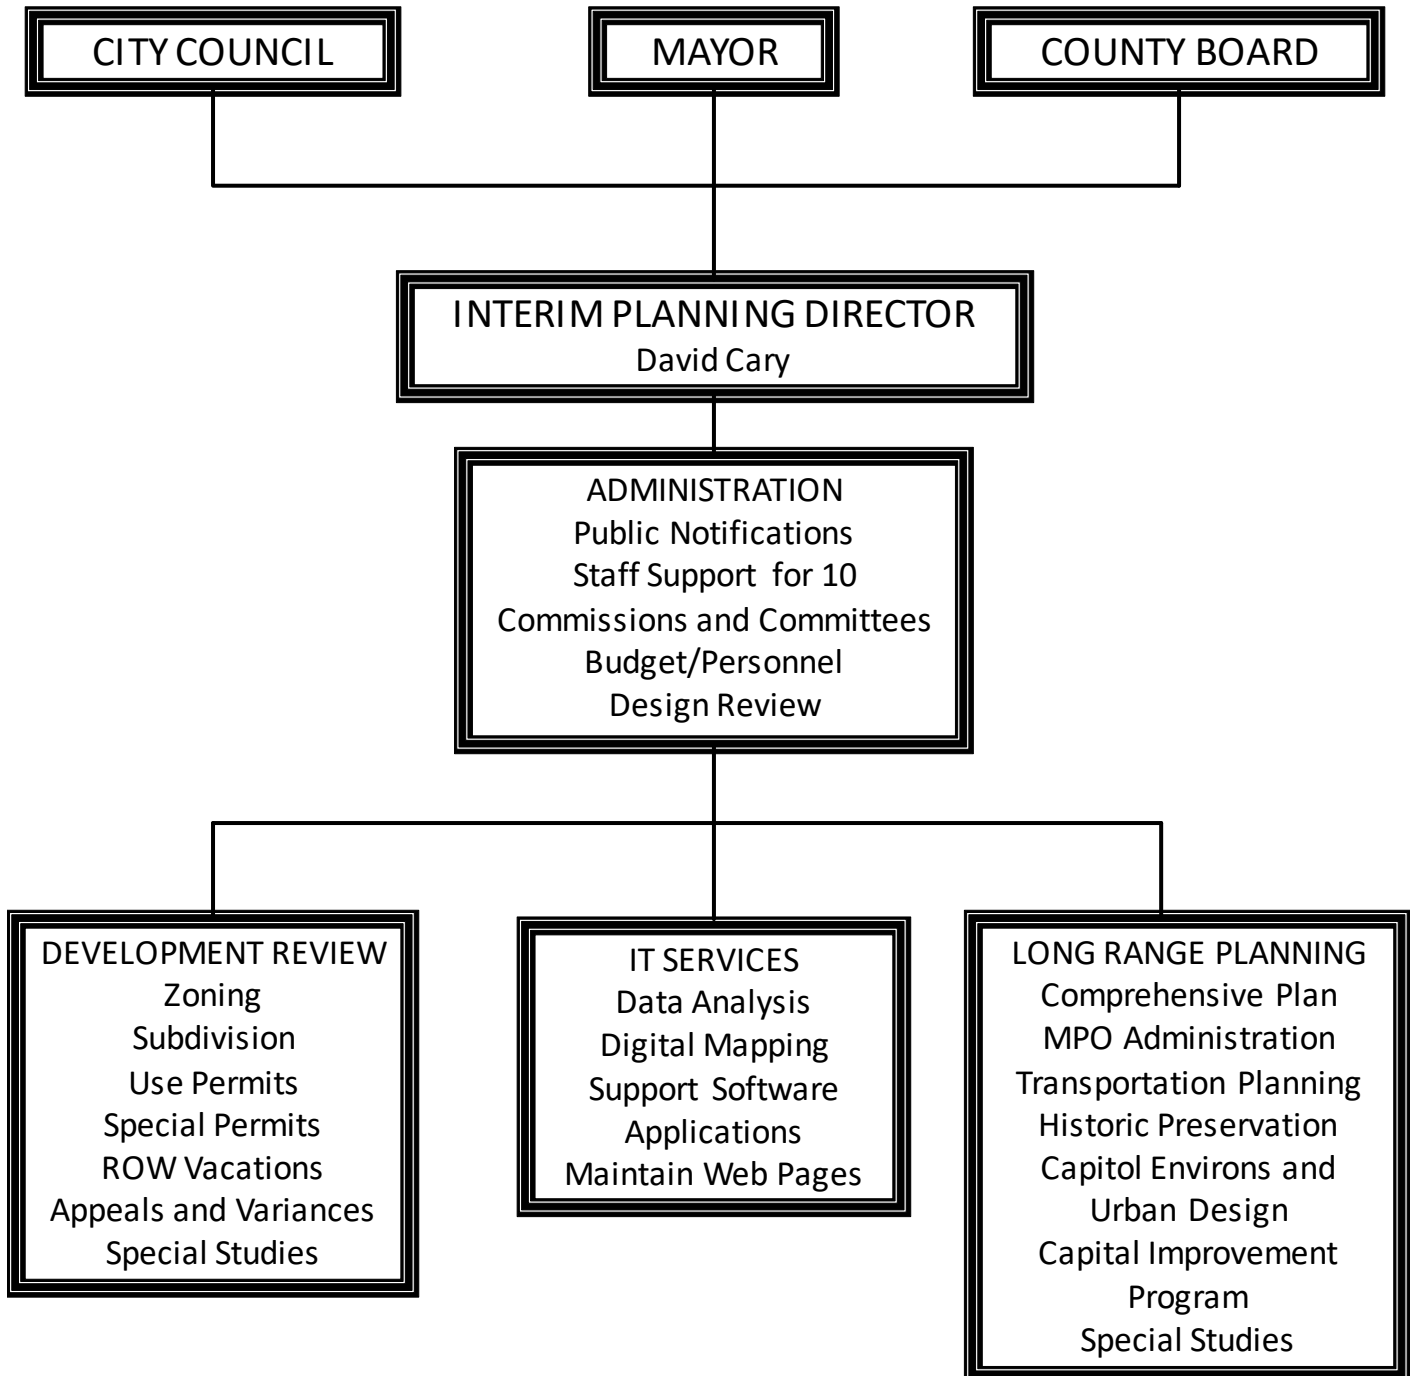 CITY COUNCIL
MAYOR
COUNTY BOARD
INTERIM PLANNING DIRECTOR
David Cary
ADMINISTRATION
Public Notifications
Staff Support for 10
Commissions and Committees
Budget/Personnel
Design Review
DEVELOPMENT REVIEW
Zoning
Subdivision
Use Permits
Special Permits
ROW Vacations
Appeals and Variances
Special Studies
IT SERVICES
Data Analysis
Digital Mapping
Support Software
Applications
Maintain Web Pages
LONG RANGE PLANNING
Comprehensive Plan
MPO Administration
Transportation Planning
Historic Preservation
Capitol Environs and
Urban Design
Capital Improvement
Program
Special Studies